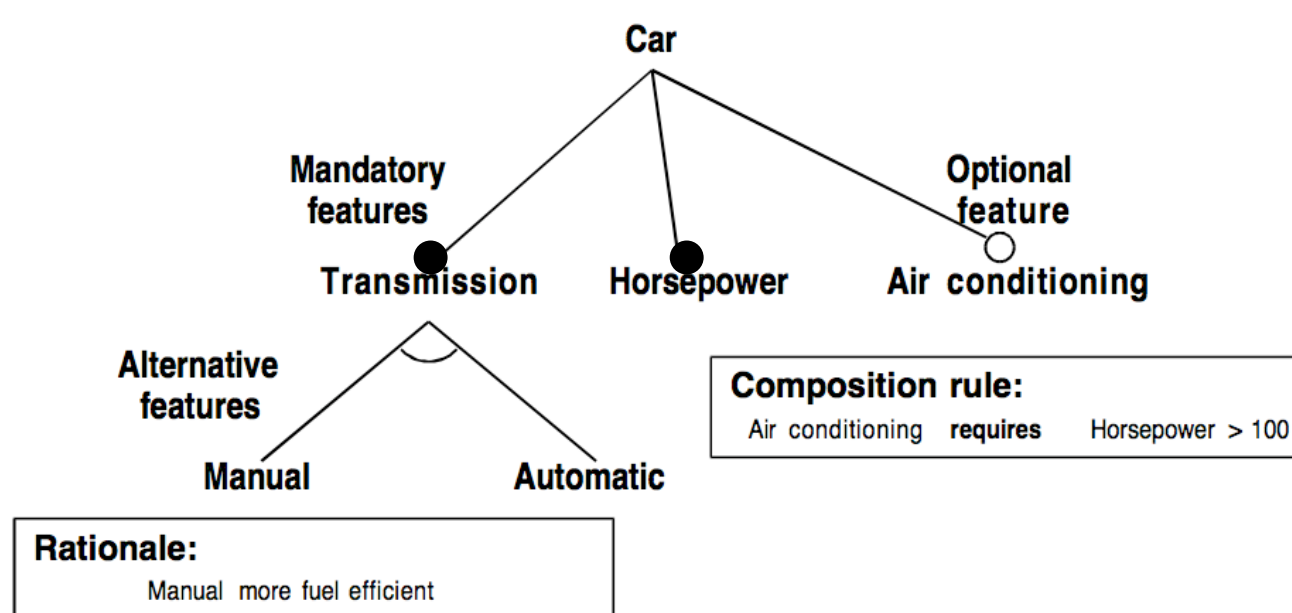 Car
Mandatory
features
Optional
feature
Transmission
Horsepower
Air conditioning
Alternative
features
Composition rule:
Air conditioning requires Horsepower > 100
Manual
Automatic
Rationale:
Manual more fuel efficient